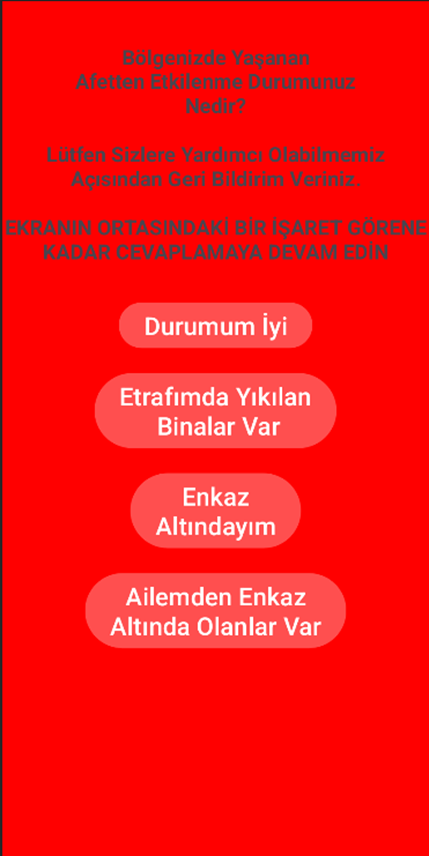 Bölgenizde Yaşanan
Afetten Etkilenme Durumunuz
Nedir?
Lütfen Sizlere Yardımcı Olabilmemiz
Açısından Geri Bildirim Veriniz.
EKRANIN ORTASINDAKİ BİR İŞARET GÖRENE
KADAR CEVAPLAMAYA DEVAM EDİN
Durumum İyi
Etrafımda Yıkılan
Binalar Var
Enkaz
Altındayım
Ailemden Enkaz
Altında Olanlar Var